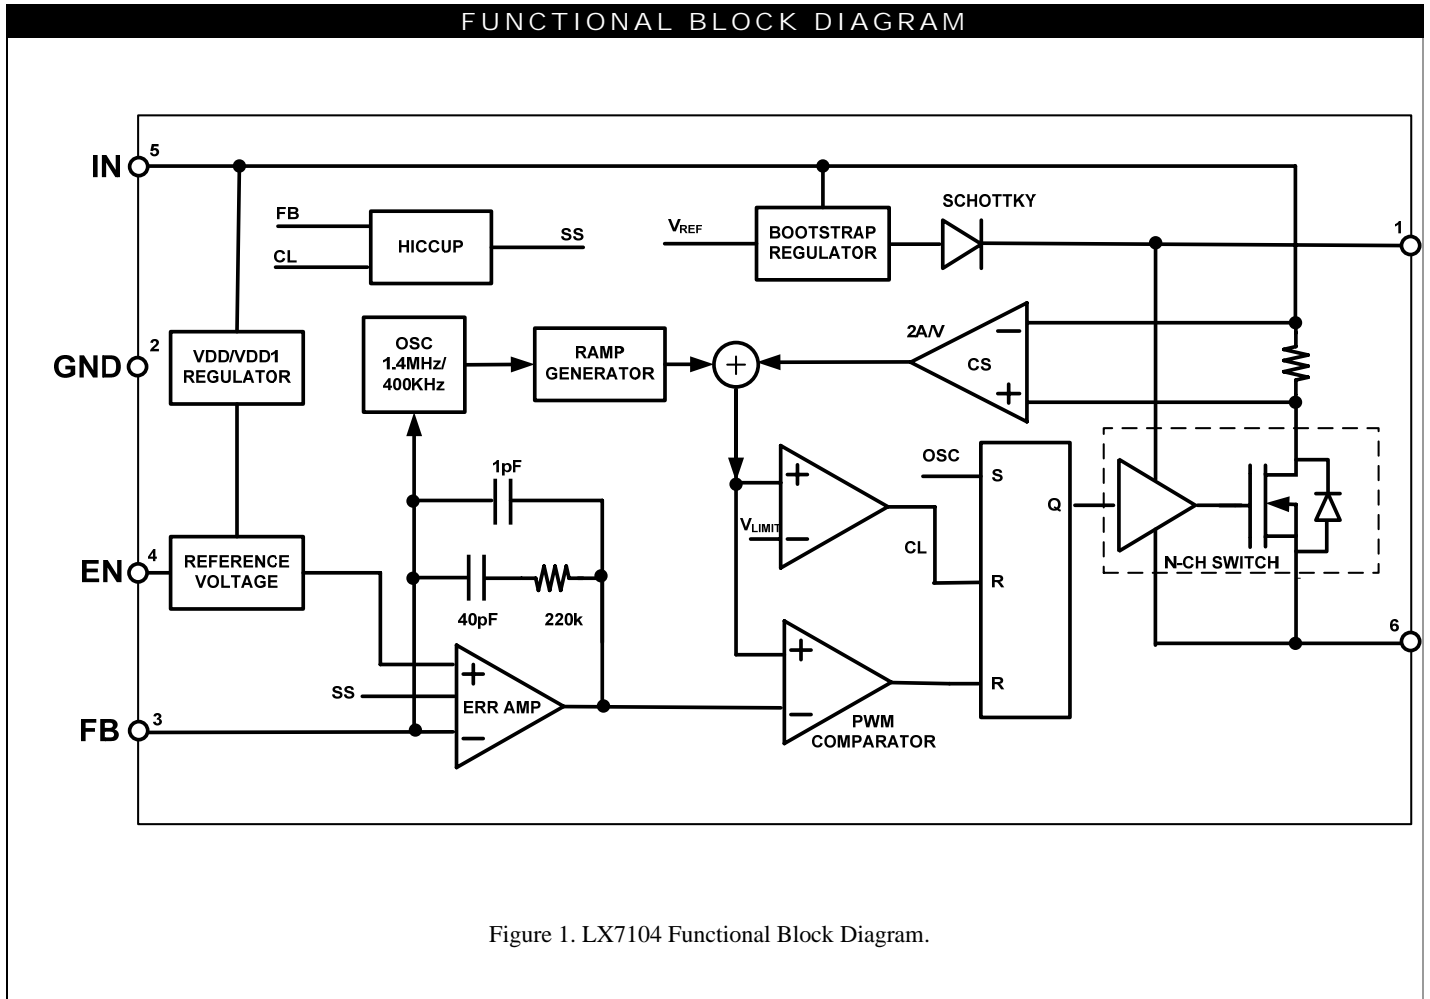 FUNCTIONAL BLOCK DIAGRAM
IN
5
SCHOTTKY
FB
CL
HICCUP
SS
VREF
BOOTSTRAP
REGULATOR
1
GND
2
VDD/VDD1
REGULATOR
OSC
1.4MHz/
400KHz
RAMP
GENERATOR
+
2A/V
−
CS
+
1pF
40pF
220k
OSC
S
Q
R
R
+
VLIMIT
−
CL
N-CH SWITCH
EN
4
REFERENCE
VOLTAGE
+
SS
ERR AMP
−
FB
3
+
−
PWM
COMPARATOR
6
Figure 1. LX7104 Functional Block Diagram.